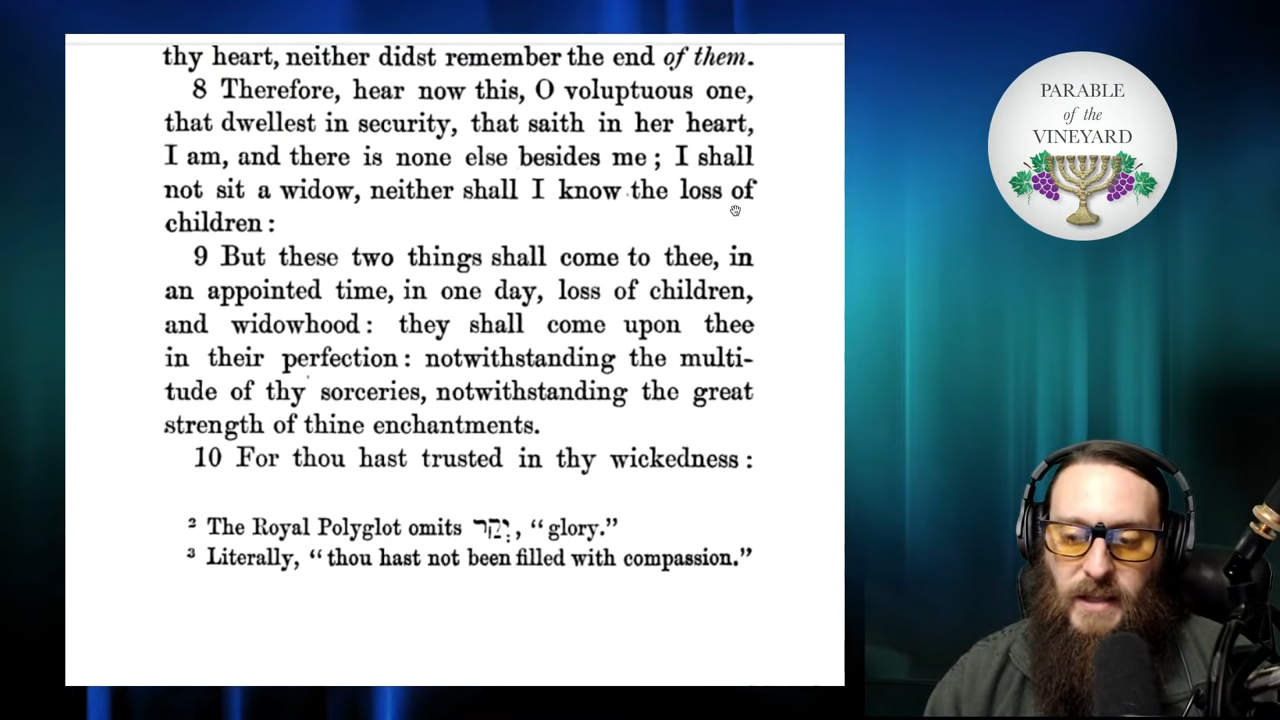 thy heart, neither didst remember the end of them.
8 Therefore, hear now this, O voluptuous one,
that dwellest in security, that saith in her heart,
I am, and there is none else besides me ; I shall
not sit a widow, neither shall I know the loss of
children :
9 But these two things shall come to thee, in
an appointed time, in one day, loss of children,
and widowhood : they shall come upon thee
in their perfection : notwithstanding the multi-
tude of thy sorceries, notwithstanding the great
strength of thine enchantments.
10 For thou hast trusted in thy wickedness :
² The Royal Polyglot omits יְקָר, “glory.”
³ Literally, “thou hast not been filled with compassion.”
PARABLE
of the
VINEYARD